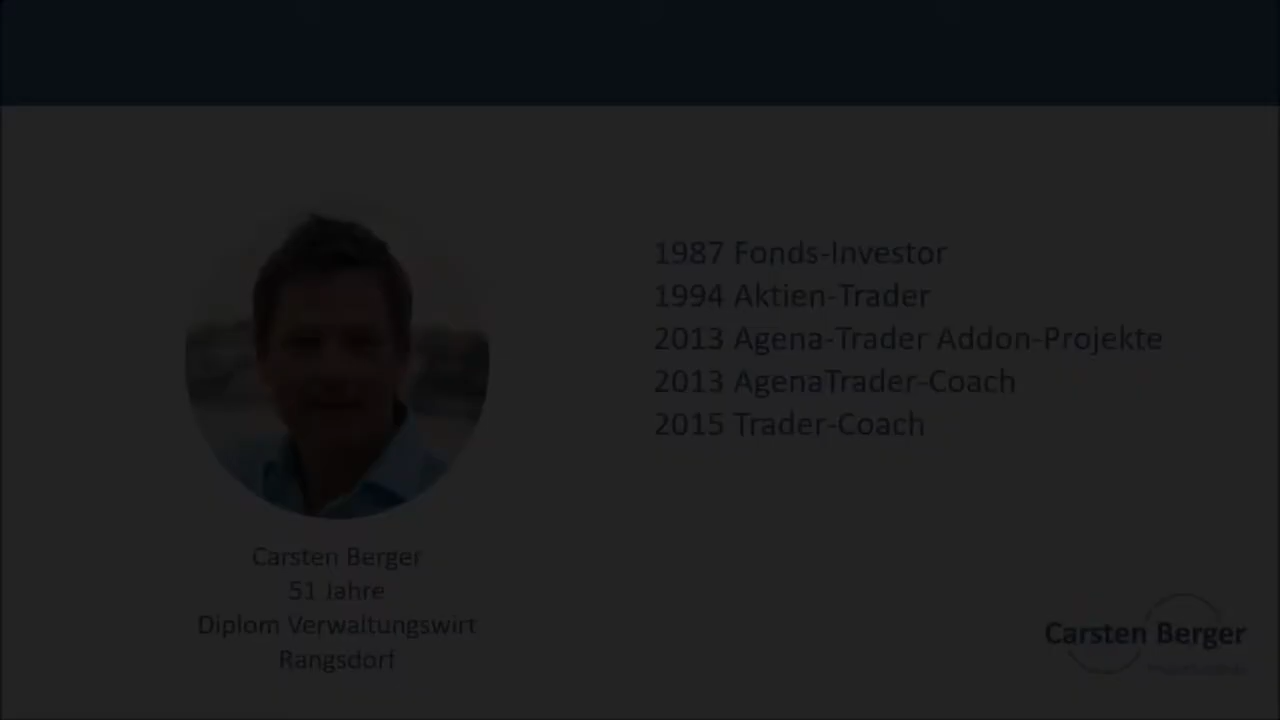 1987 Fonds-Investor
1994 Aktien-Trader
2013 Agena-Trader Addon-Projekte
2013 AgenaTrader-Coach
2015 Trader-Coach
Carsten Berger
51 Jahre
Diplom Verwaltungswirt
Rangsdorf
Carsten Berger